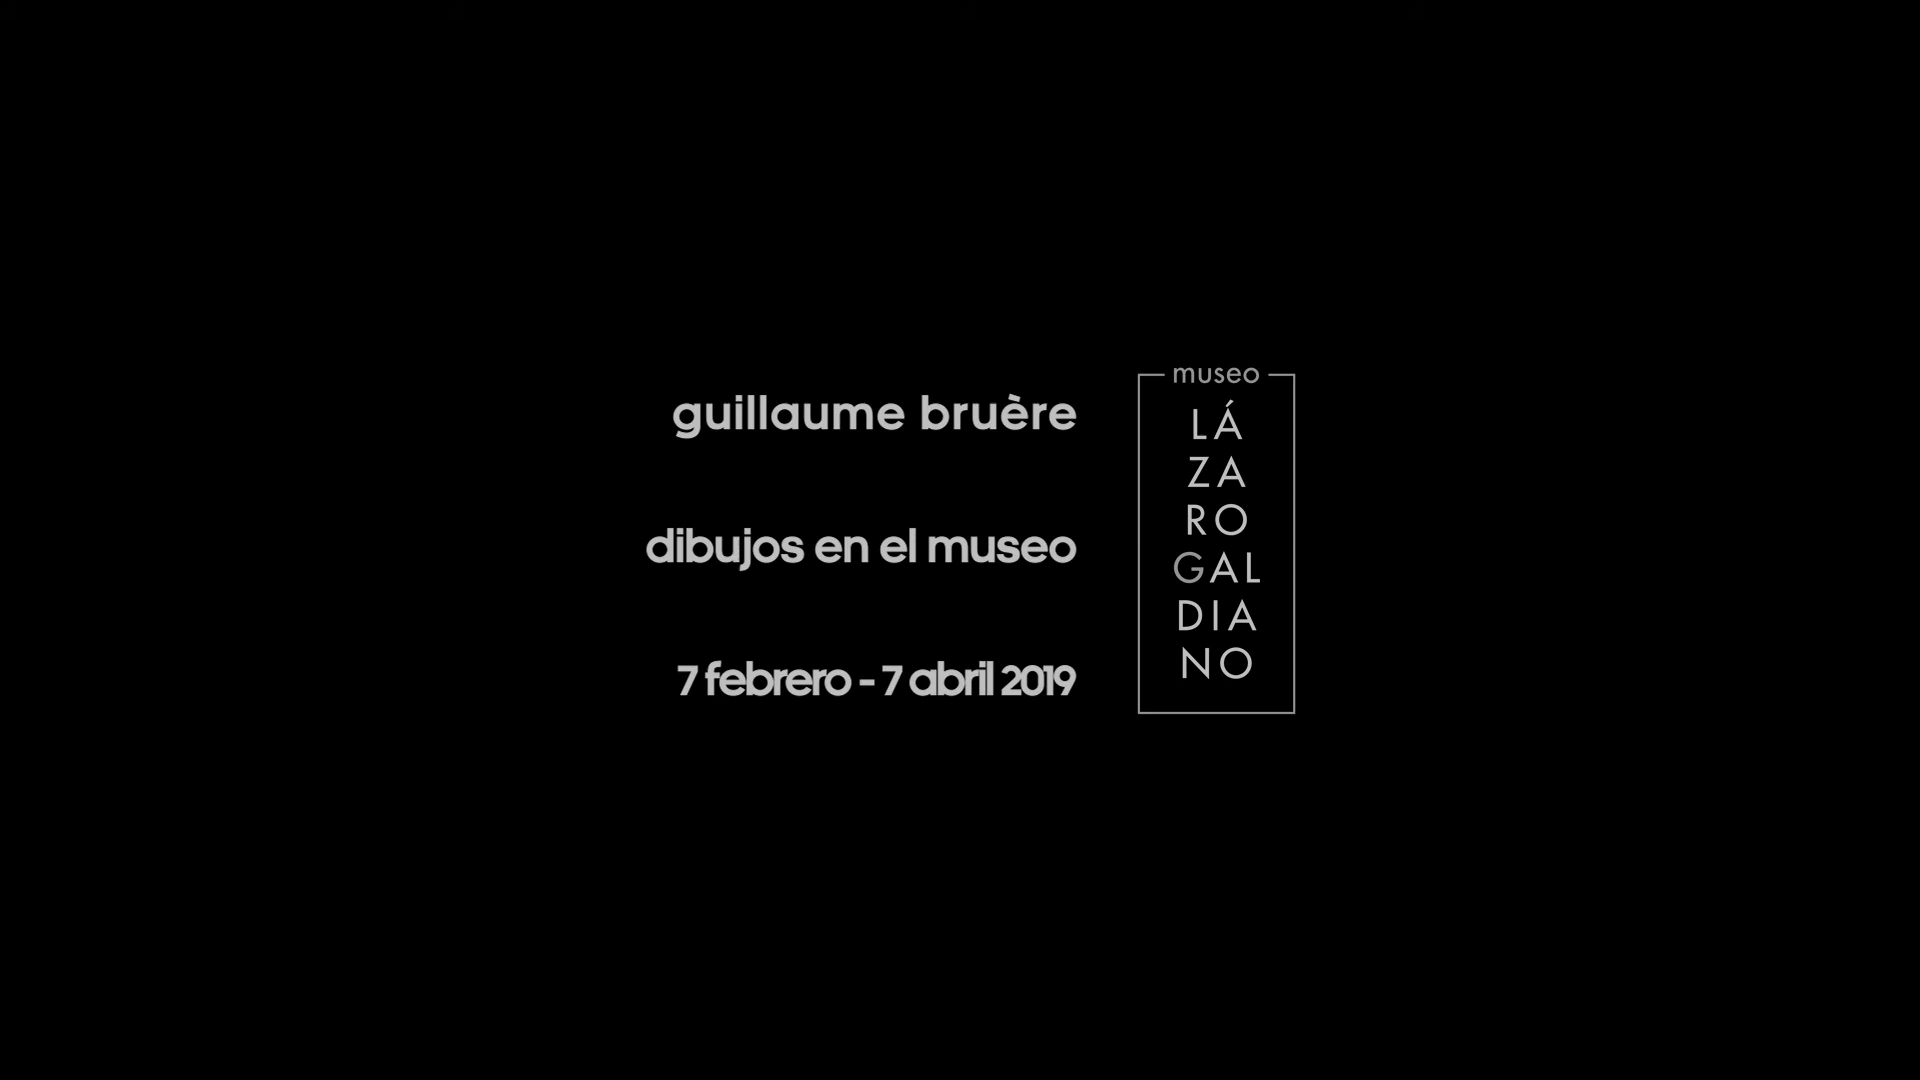 guillaume bruère
dibujos en el museo
7 febrero - 7 abril 2019
museo
LÁ
ZA
RO
GAL
DIA
NO